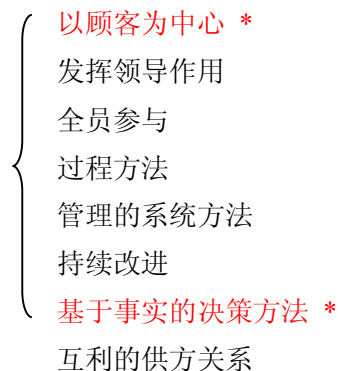 以顾客为中心 *
发挥领导作用
全员参与
过程方法
管理的系统方法
持续改进
基于事实的决策方法 *
互利的供方关系